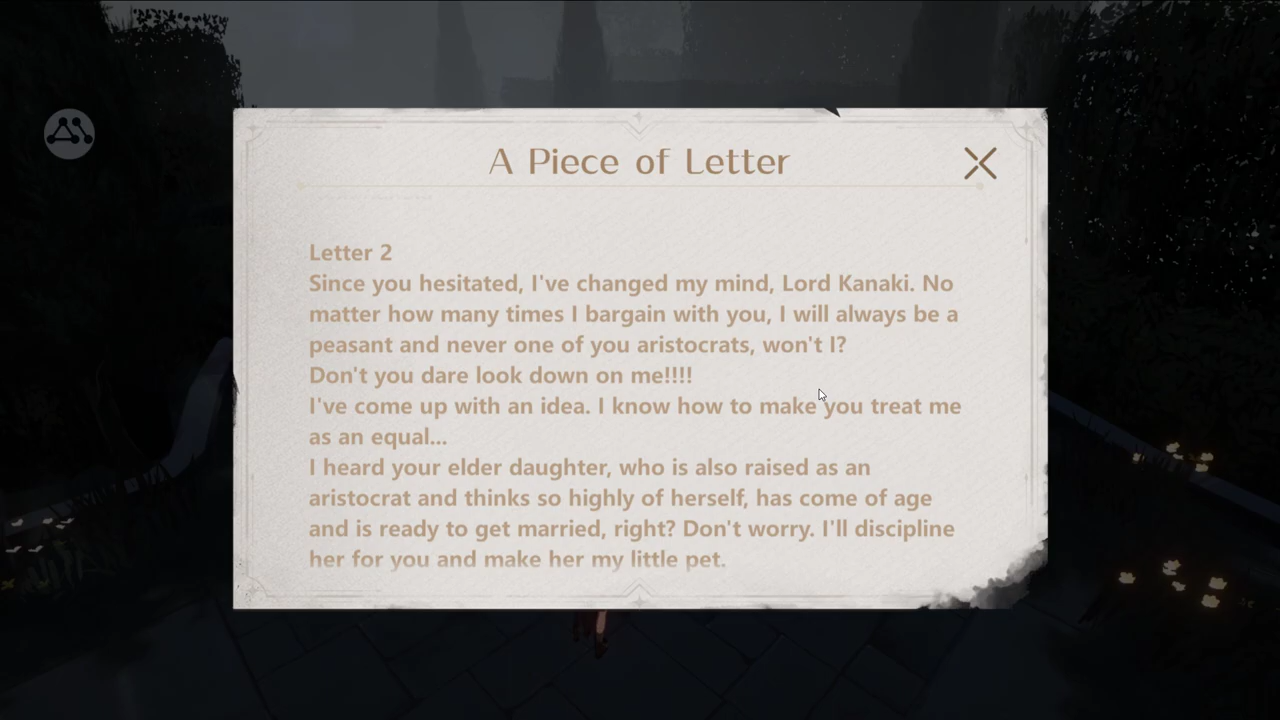 A Piece of Letter
Letter 2
Since you hesitated, I've changed my mind, Lord Kanaki. No
matter how many times I bargain with you, I will always be a
peasant and never one of you aristocrats, won't I?
Don't you dare look down on me!!!!
I've come up with an idea. I know how to make you treat me
as an equal...
I heard your elder daughter, who is also raised as an
aristocrat and thinks so highly of herself, has come of age
and is ready to get married, right? Don't worry. I'll discipline
her for you and make her my little pet.